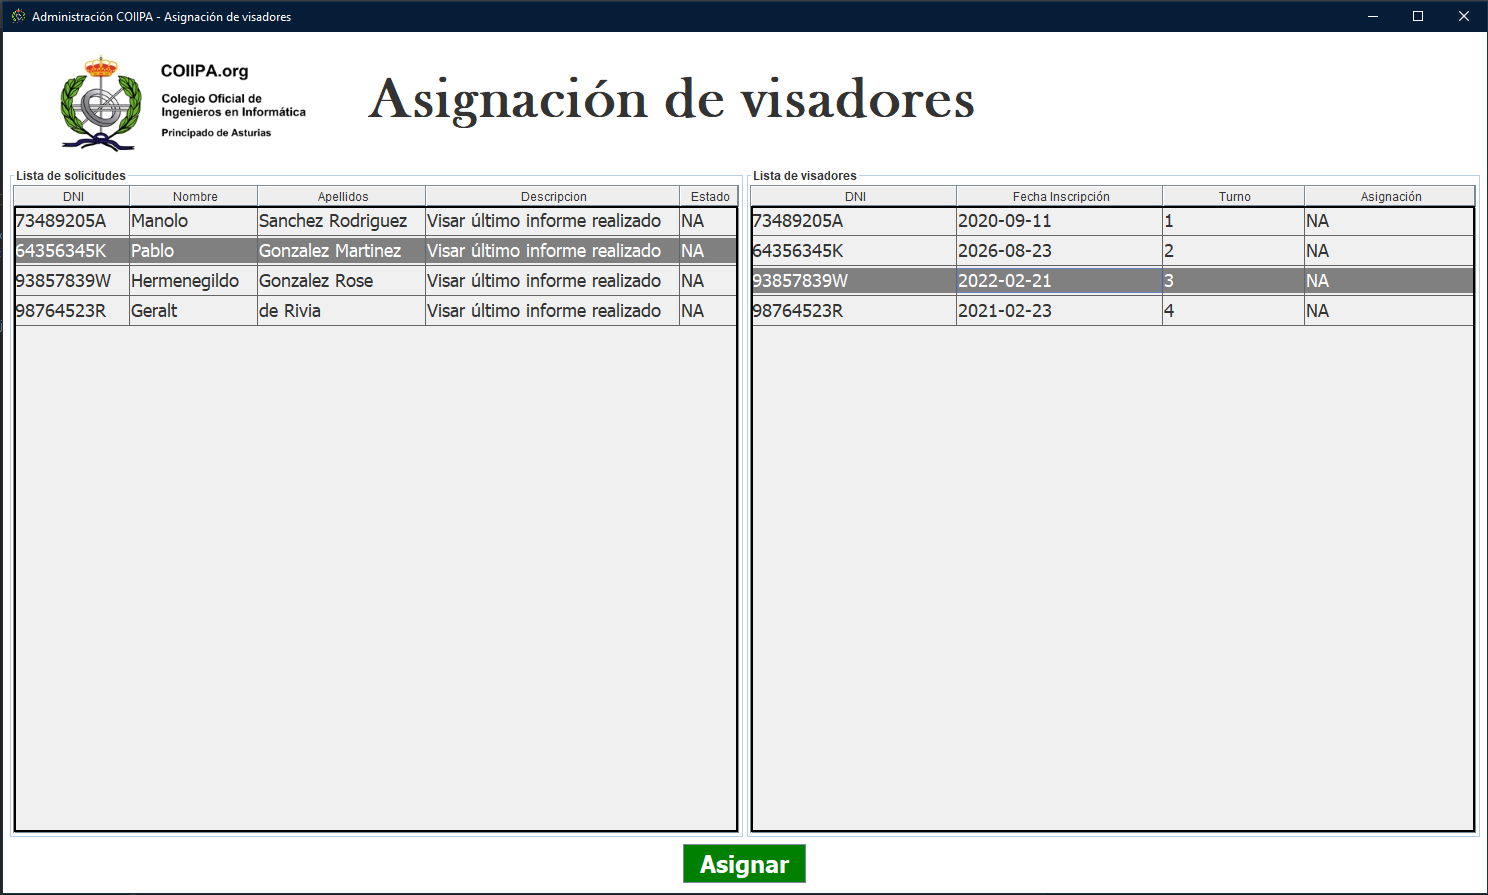 Administración COIIPA - Asignación de visadores
COIIPA.org
Colegio Oficial de
Ingenieros en Informática
Principado de Asturias
Asignación de visadores
Lista de solicitudes
DNI Nombre Apellidos Descripcion Estado
73489205A Manolo Sanchez Rodriguez Visar último informe realizado NA
64356345K Pablo Gonzalez Martinez Visar último informe realizado NA
93857839W Hermenegildo Gonzalez Rose Visar último informe realizado NA
98764523R Geralt de Rivia Visar último informe realizado NA
Lista de visadores
DNI Fecha Inscripción Turno Asignación
73489205A 2020-09-11 1 NA
64356345K 2026-08-23 2 NA
93857839W 2022-02-21 3 NA
98764523R 2021-02-23 4 NA
Asignar